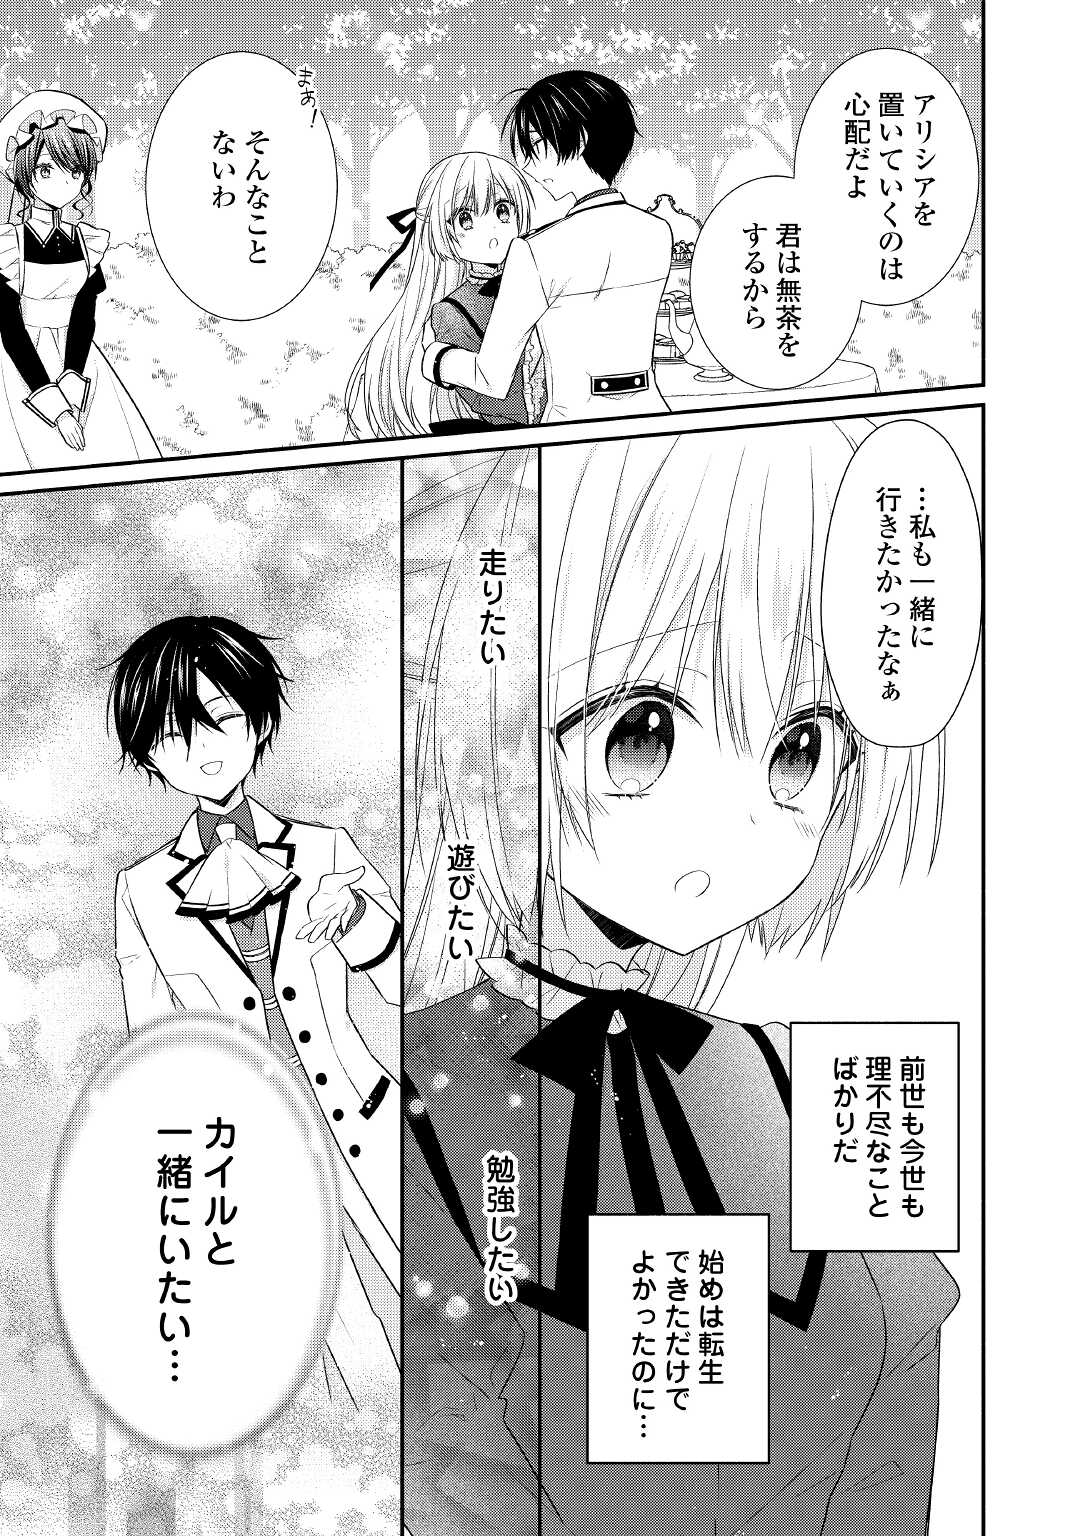 アリシアを
置いていくのは
心配だよ
君は無茶を
するから
まあ!
そんなこと
ないわ
…私も一緒に
行きたかったなぁ
前世も今世も
理不尽なこと
ばかりだ
始めは転生
できただけで
よかったのに…
走りたい
遊びたい
勉強したい
カイルと
一緒にいたい…